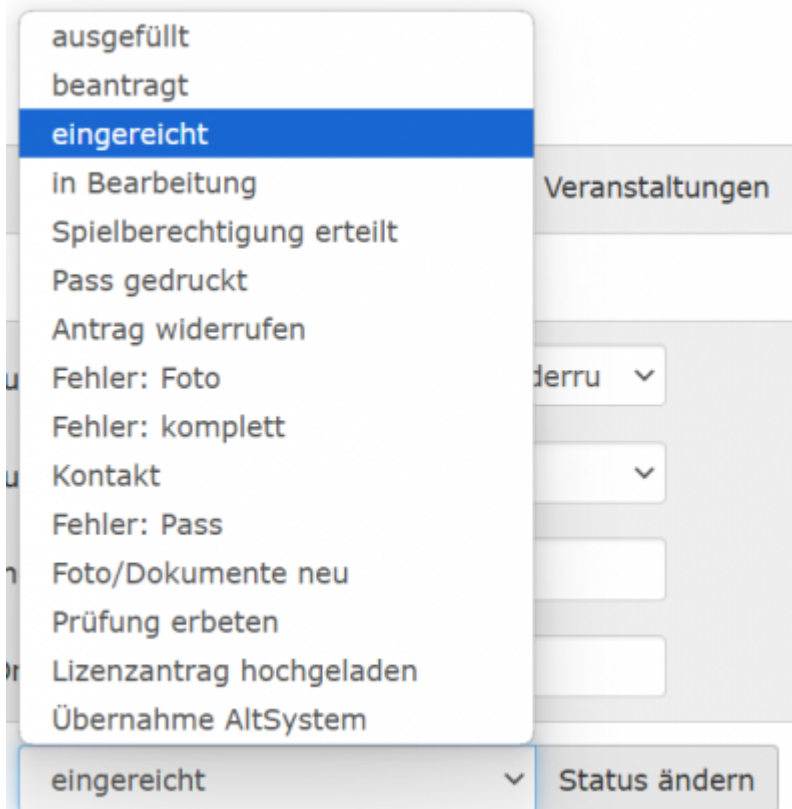 ausgefüllt
beantragt
eingereicht
in Bearbeitung
Veranstaltungen
Spielberechtigung erteilt
Pass gedruckt
Antrag widerrufen
Fehler: Foto
derru
Fehler: komplett
Kontakt
Fehler: Pass
Foto/Dokumente neu
Prüfung erbeten
Lizenzantrag hochgeladen
Übernahme AltSystem
eingereicht
Status ändern